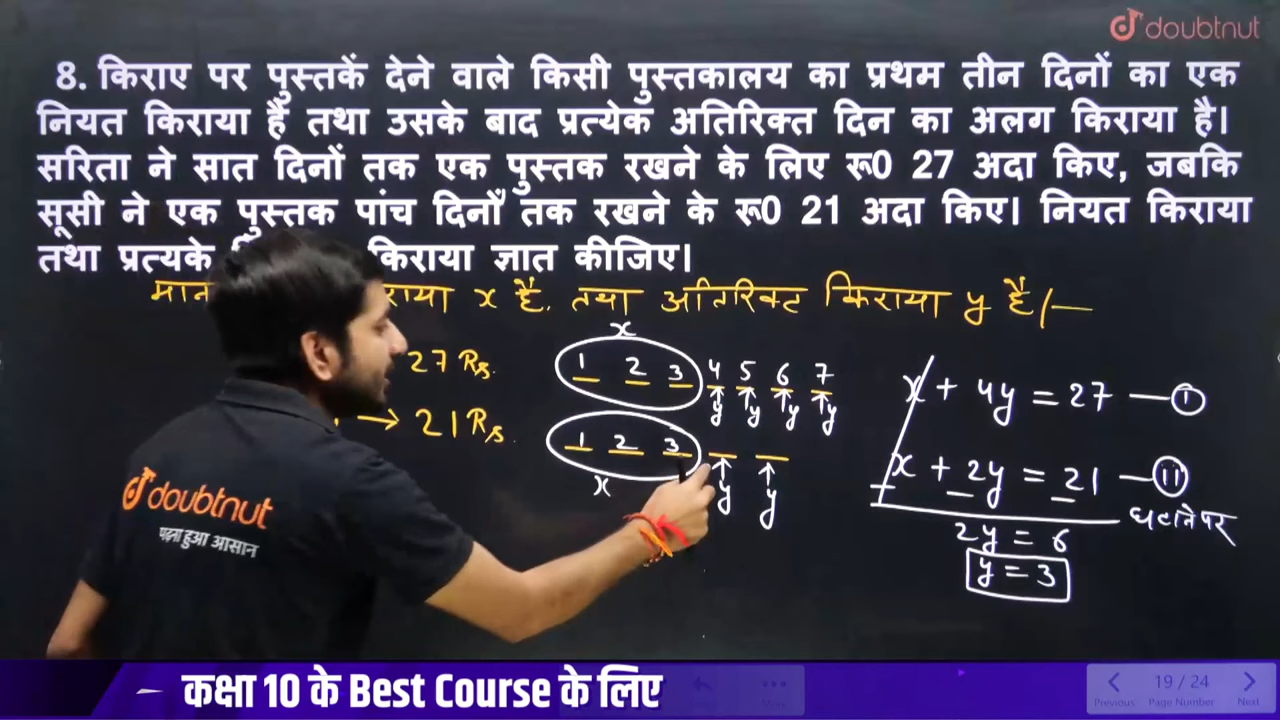 doubtnut
8. किराए पर पुस्तकें देने वाले किसी पुस्तकालय का प्रथम तीन दिनों का एक
नियत किराया है तथा उसके बाद प्रत्येक अतिरिक्त दिन का अलग किराया है।
सरिता ने सात दिनों तक एक पुस्तक रखने के लिए रू0 27 अदा किए, जबकि
सूसी ने एक पुस्तक पांच दिनोँ तक रखने के रू0 21 अदा किए। नियत किराया
तथा प्रत्यके किराया ज्ञात कीजिए।
मान राया x है. तथा अतिरिक्ट किराया y है/—
x
27 Rs.
1 2 3 4 5 6 7
y y y y
x + 4y = 27 — I
→ 21 Rs.
1 2 3
x
y y
x + 2y = 21 — II
घटाने पर
2y = 6
y = 3
doubtnut
पढ़ना हुआ आसान
कक्षा 10 के Best Course के लिए
Previous 19 / 24 Next
Page Number